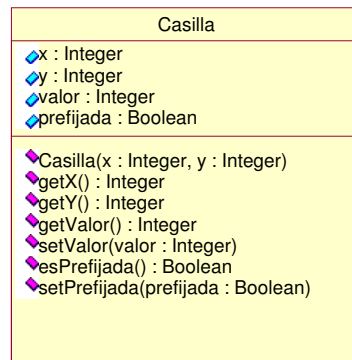 Casilla
x : Integer
y : Integer
valor : Integer
prefijada : Boolean
Casilla(x : Integer, y : Integer)
getX() : Integer
getY() : Integer
getValor() : Integer
setValor(valor : Integer)
esPrefijada() : Boolean
setPrefijada(prefijada : Boolean)